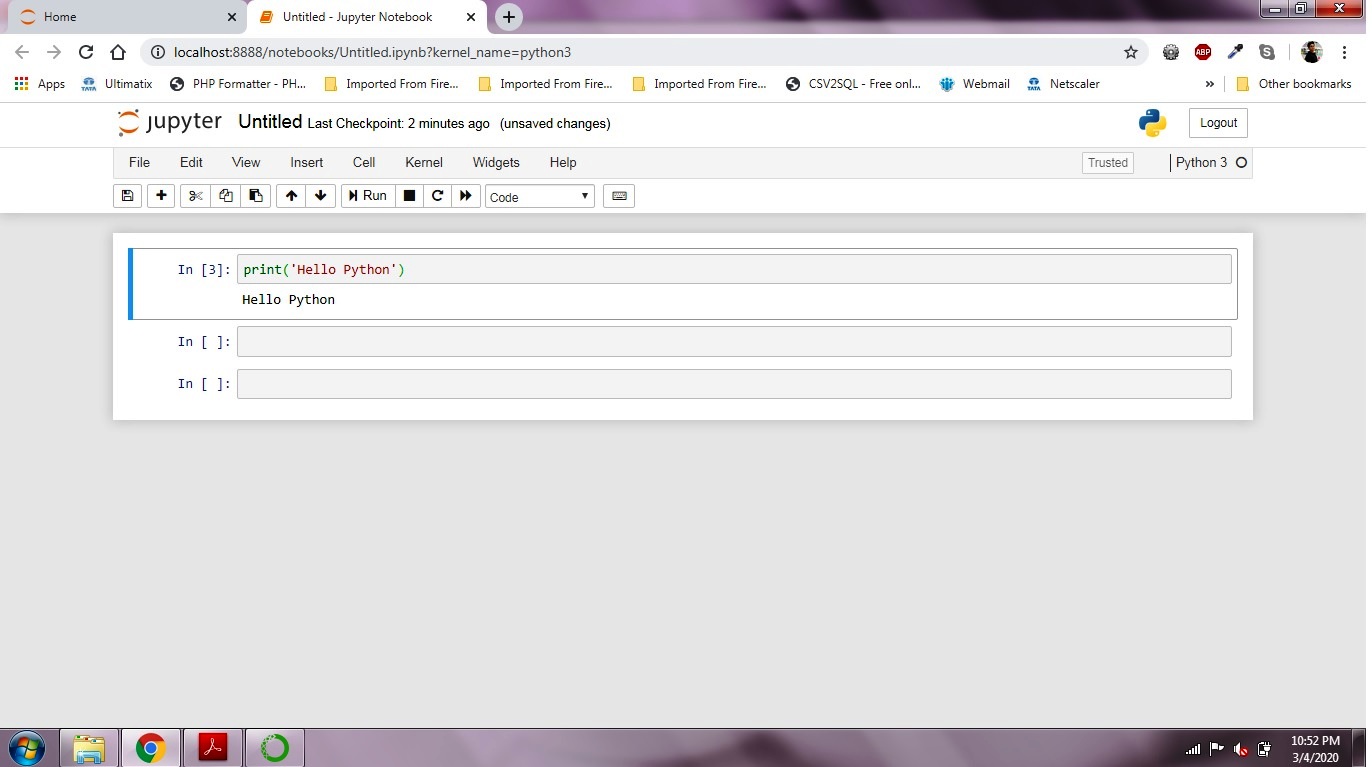 Home
Untitled - Jupyter Notebook
localhost:8888/notebooks/Untitled.ipynb?kernel_name=python3
ABP
Apps TATA Ultimatix PHP Formatter - PH... Imported From Fire... Imported From Fire... Imported From Fire... CSV2SQL - Free onl... Webmail TATA Netscaler » Other bookmarks
jupyter Untitled Last Checkpoint: 2 minutes ago (unsaved changes) Logout
File Edit View Insert Cell Kernel Widgets Help Trusted Python 3
Run Code
In [3]: print('Hello Python')
Hello Python
In [ ]:
In [ ]:
10:52 PM
3/4/2020